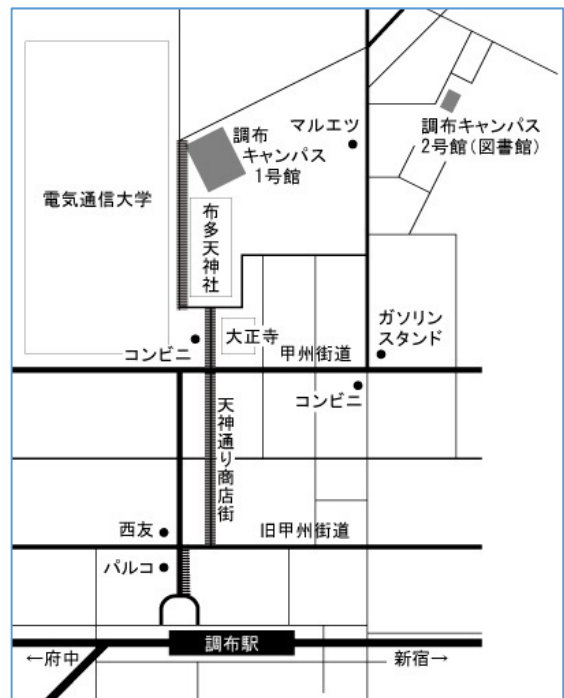 調布
キャンパス
1号館
マルエツ
調布キャンパス
2号館(図書館)
電気通信大学
布多天神社
大正寺
ガソリン
スタンド
コンビニ
甲州街道
コンビニ
天神通り商店街
西友
旧甲州街道
パルコ
調布駅
←府中
新宿→